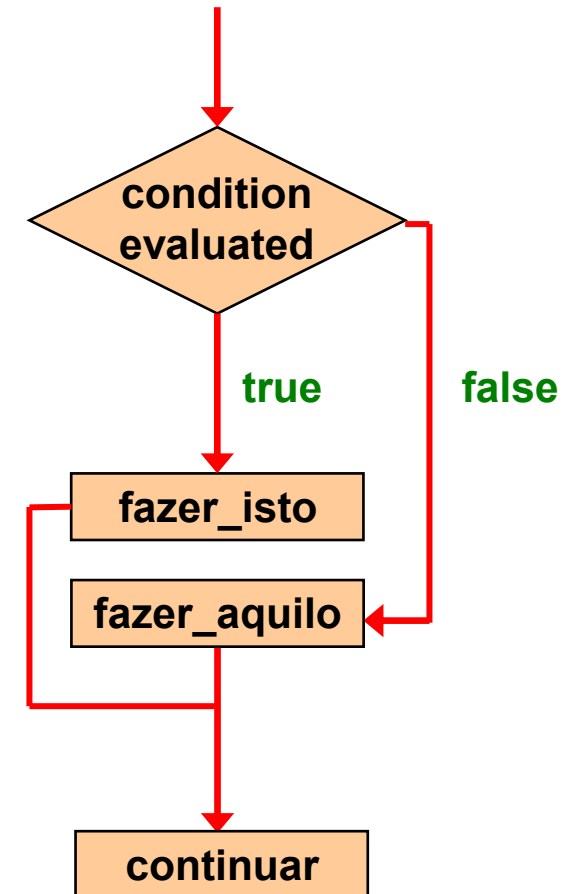 condition
evaluated
true
false
fazer_isto
fazer_aquilo
continuar